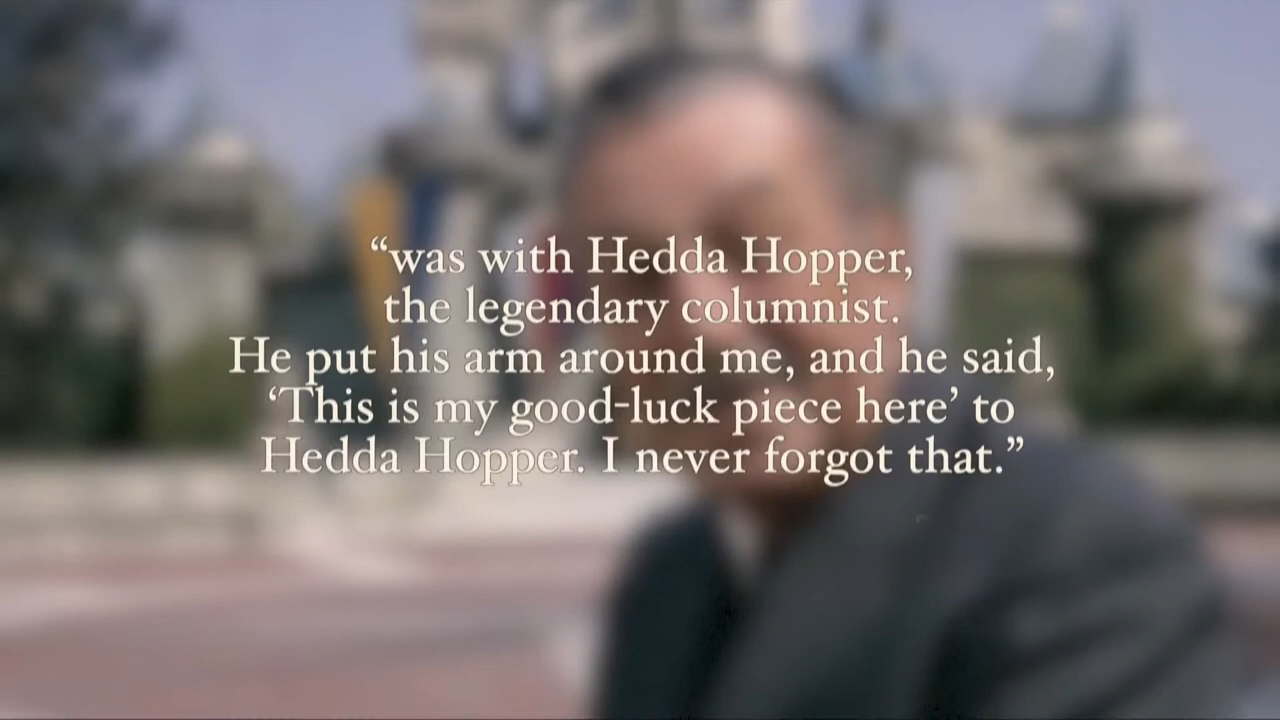 “was with Hedda Hopper,
the legendary columnist.
He put his arm around me, and he said,
‘This is my good-luck piece here’ to
Hedda Hopper. I never forgot that.”